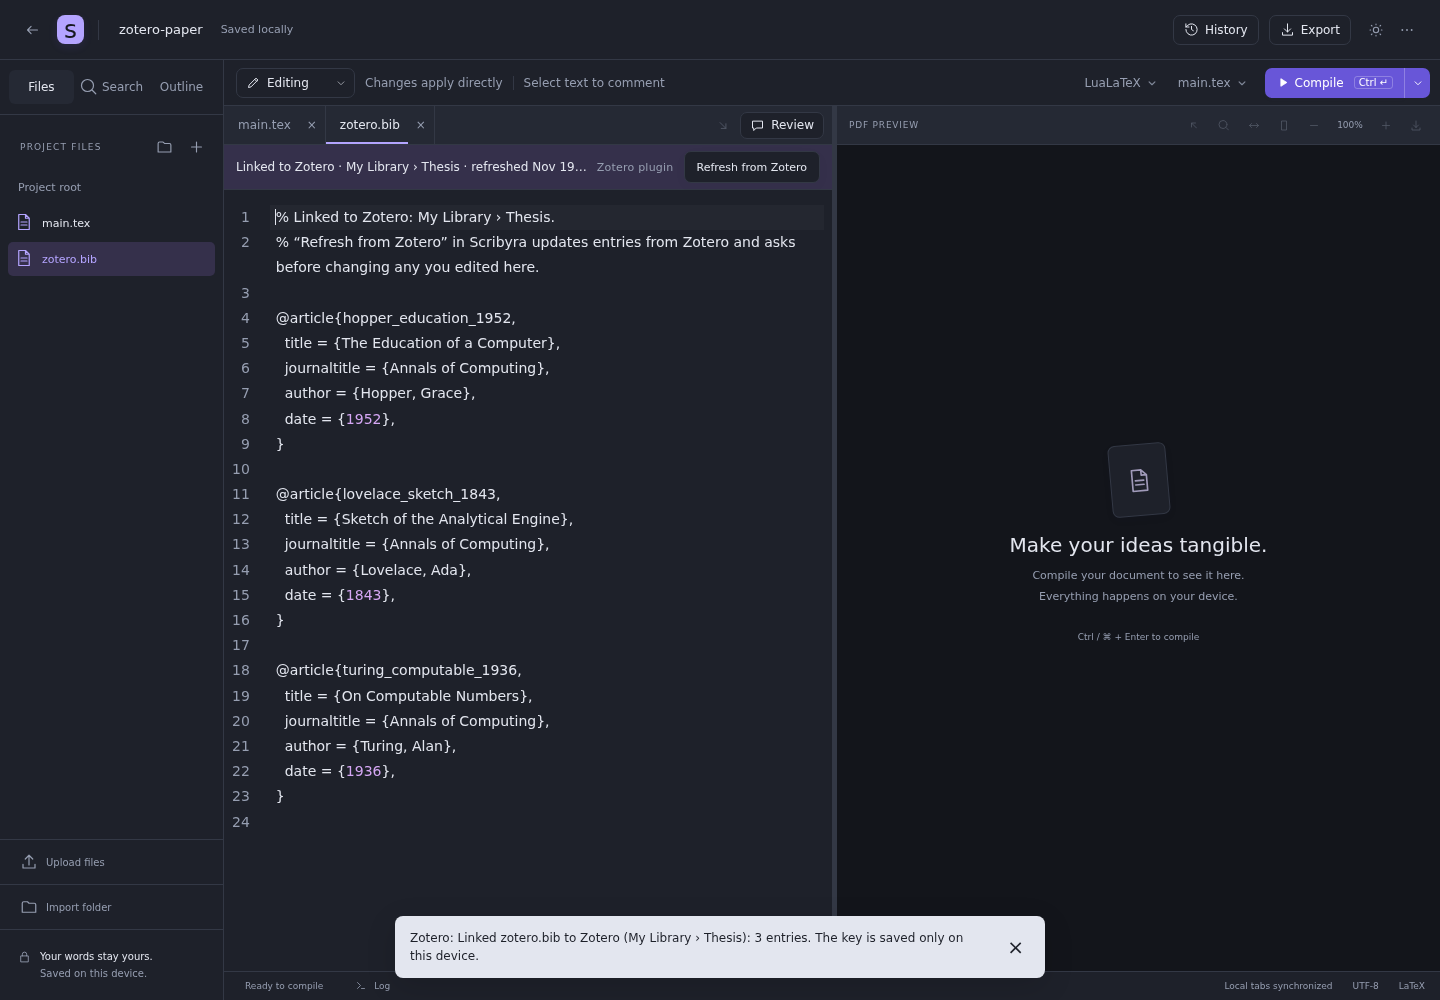 S
zotero-paper
Saved locally
History
Export
Files
Search
Outline
Editing
Changes apply directly
Select text to comment
LuaLaTeX
main.tex
Compile
Ctrl ↵
PROJECT FILES
Project root
main.tex
zotero.bib
Upload files
Import folder
Your words stay yours.
Saved on this device.
main.tex ×
zotero.bib ×
Review
Linked to Zotero · My Library › Thesis · refreshed Nov 19…
Zotero plugin
Refresh from Zotero
1 % Linked to Zotero: My Library › Thesis.
2 % “Refresh from Zotero” in Scribyra updates entries from Zotero and asks
before changing any you edited here.
3
4 @article{hopper_education_1952,
5 title = {The Education of a Computer},
6 journaltitle = {Annals of Computing},
7 author = {Hopper, Grace},
8 date = {1952},
9 }
10
11 @article{lovelace_sketch_1843,
12 title = {Sketch of the Analytical Engine},
13 journaltitle = {Annals of Computing},
14 author = {Lovelace, Ada},
15 date = {1843},
16 }
17
18 @article{turing_computable_1936,
19 title = {On Computable Numbers},
20 journaltitle = {Annals of Computing},
21 author = {Turing, Alan},
22 date = {1936},
23 }
24
PDF PREVIEW
100%
Make your ideas tangible.
Compile your document to see it here.
Everything happens on your device.
Ctrl / ⌘ + Enter to compile
Zotero: Linked zotero.bib to Zotero (My Library › Thesis): 3 entries. The key is saved only on
this device.
Ready to compile
Log
Local tabs synchronized
UTF-8
LaTeX